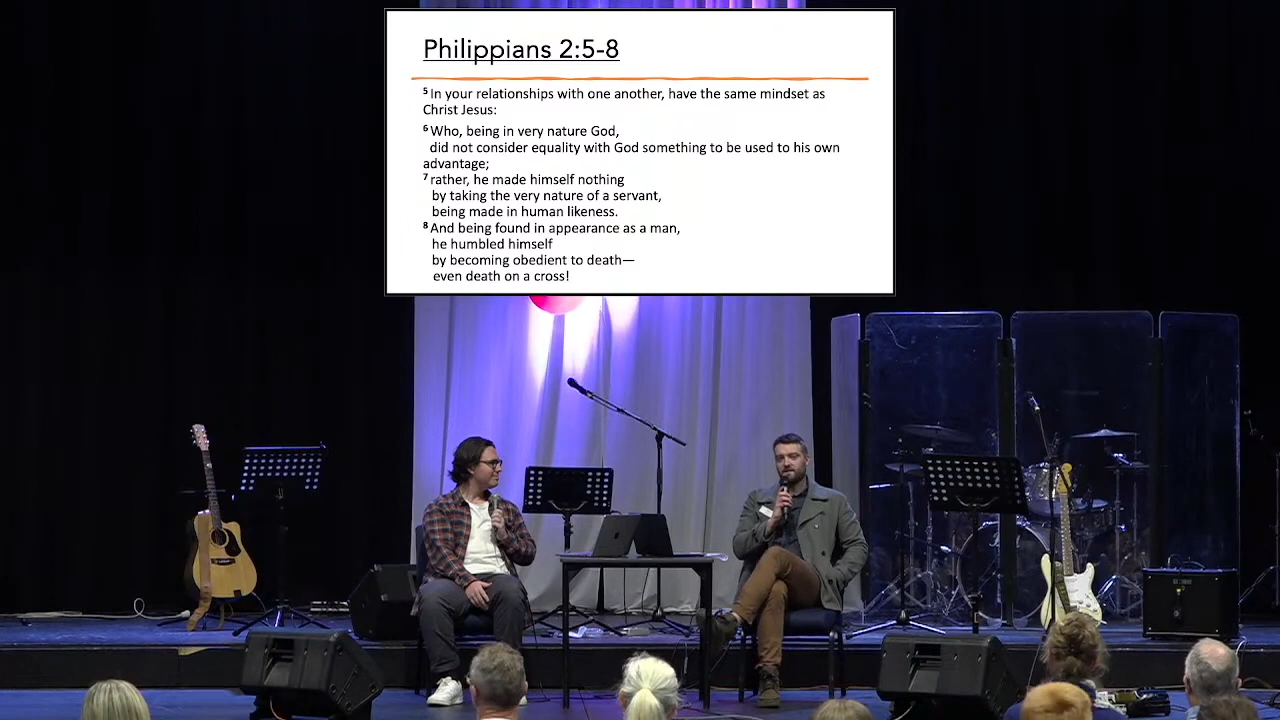 Philippians 2:5-8
⁵ In your relationships with one another, have the same mindset as
Christ Jesus:
⁶ Who, being in very nature God,
did not consider equality with God something to be used to his own
advantage;
⁷ rather, he made himself nothing
by taking the very nature of a servant,
being made in human likeness.
⁸ And being found in appearance as a man,
he humbled himself
by becoming obedient to death—
even death on a cross!